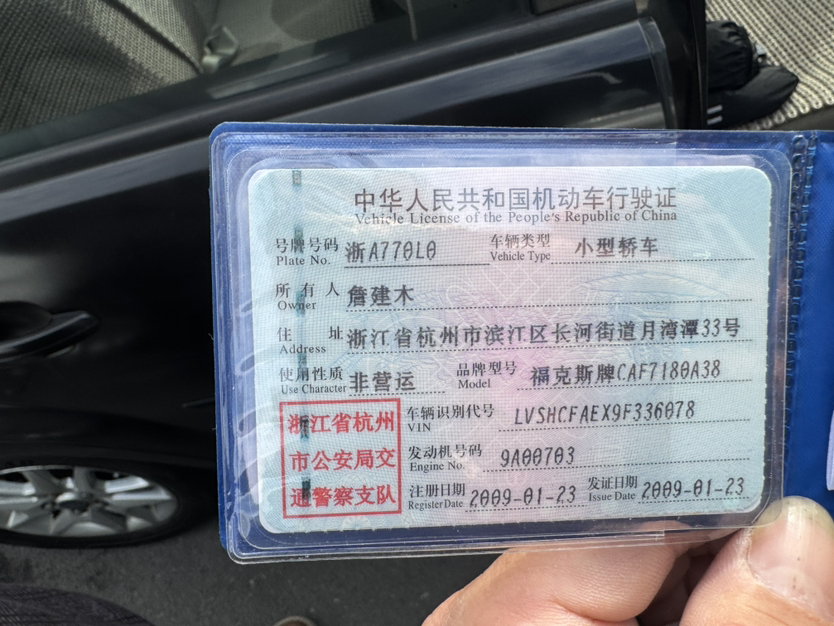 中华人民共和国机动车行驶证
Vehicle License of the People's Republic of China
号牌号码 浙A770L0 车辆类型 小型轿车
Plate No. Vehicle Type
所有人 詹建木
Owner
住址 浙江省杭州市滨江区长河街道月湾潭33号
Address
使用性质 非营运 品牌型号 福克斯牌CAF7180A38
Use Character Model
浙江省杭州 车辆识别代号 LVSHCFAEX9F336078
VIN
市公安局交 发动机号码 9A00703
Engine No.
通警察支队 注册日期 2009-01-23 发证日期 2009-01-23
Register Date Issue Date